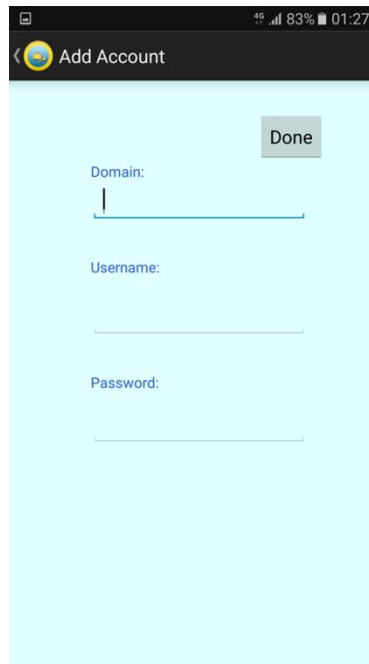 4G 83% 01:27
Add Account
Done
Domain:
Username:
Password: